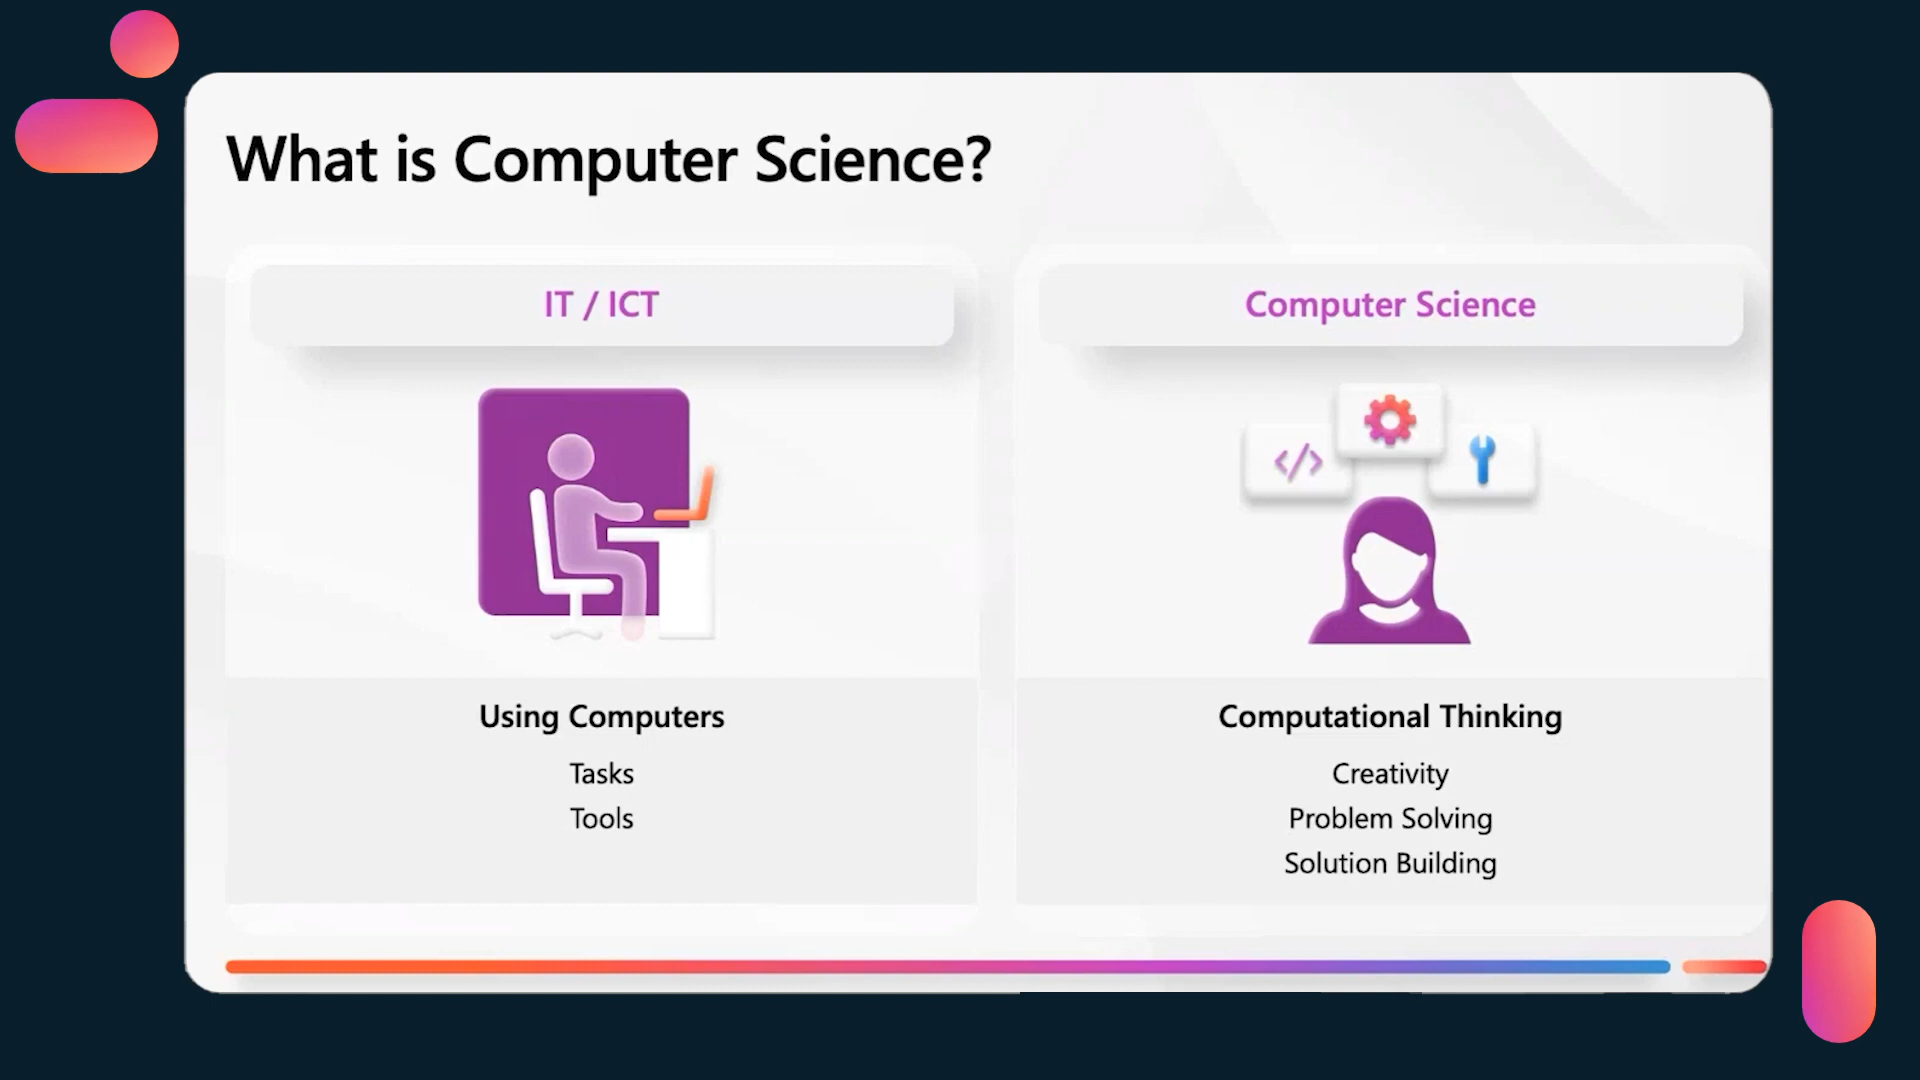 What is Computer Science?
IT / ICT
Using Computers
Tasks
Tools
Computer Science
</>
Computational Thinking
Creativity
Problem Solving
Solution Building